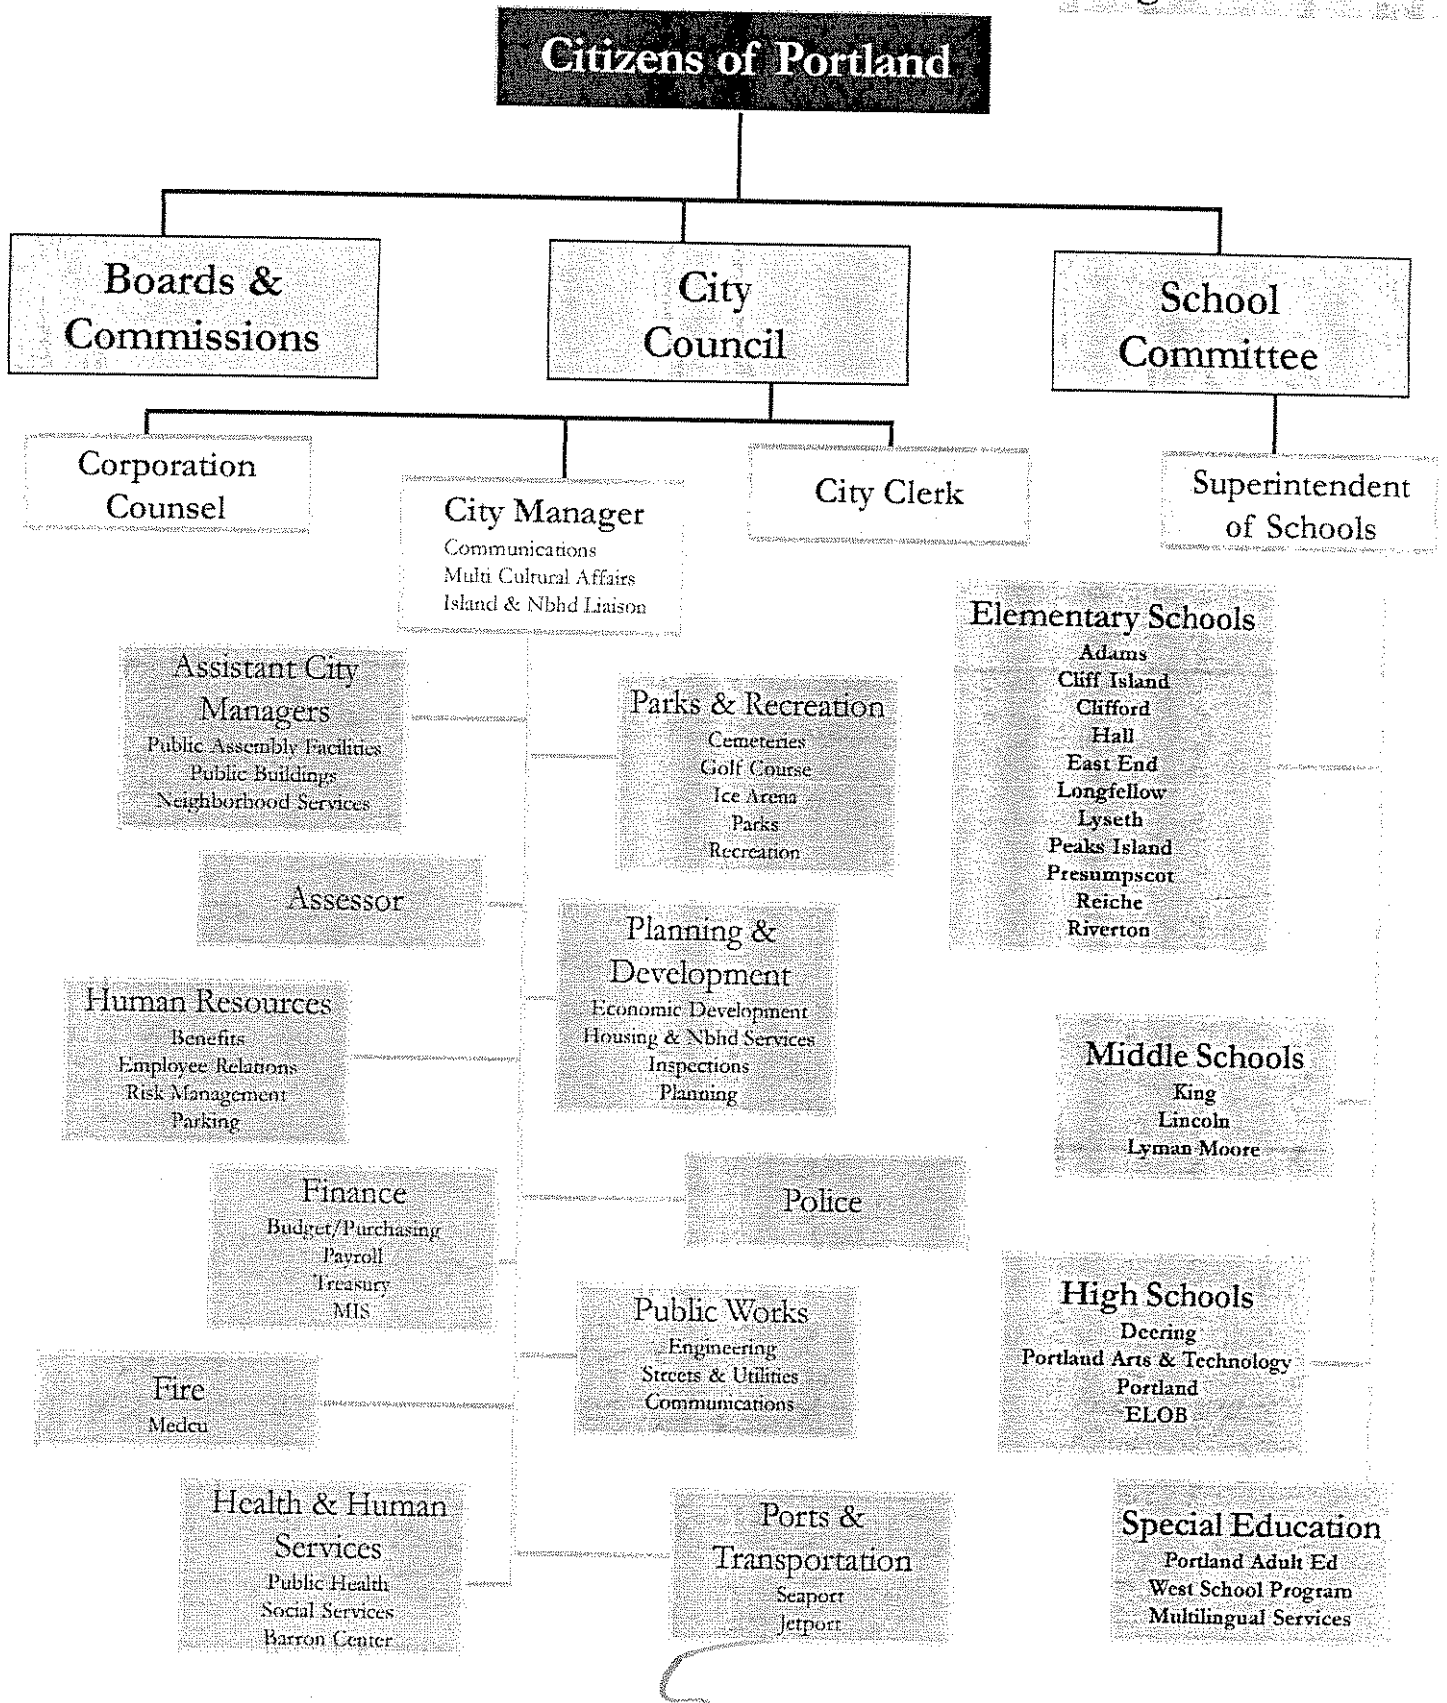 Citizens of Portland
Boards &
Commissions
City
Council
School
Committee
Corporation
Counsel
City Manager
Communications
Multi Cultural Affairs
Island & Nbhd Liaison
City Clerk
Superintendent
of Schools
Assistant City
Managers
Public Assembly Facilities
Public Buildings
Neighborhood Services
Parks & Recreation
Cemeteries
Golf Course
Ice Arena
Parks
Recreation
Elementary Schools
Adams
Cliff Island
Clifford
Hall
East End
Longfellow
Lyseth
Peaks Island
Presumpscot
Reiche
Riverton
Assessor
Planning &
Development
Economic Development
Housing & Nbhd Services
Inspections
Planning
Human Resources
Benefits
Employee Relations
Risk Management
Parking
Middle Schools
King
Lincoln
Lyman Moore
Finance
Budget/Purchasing
Payroll
Treasury
MIS
Police
Public Works
Engineering
Streets & Utilities
Communications
High Schools
Deering
Portland Arts & Technology
Portland
ELOB
Fire
Medcu
Health & Human
Services
Public Health
Social Services
Barron Center
Ports &
Transportation
Seaport
Jetport
Special Education
Portland Adult Ed
West School Program
Multilingual Services